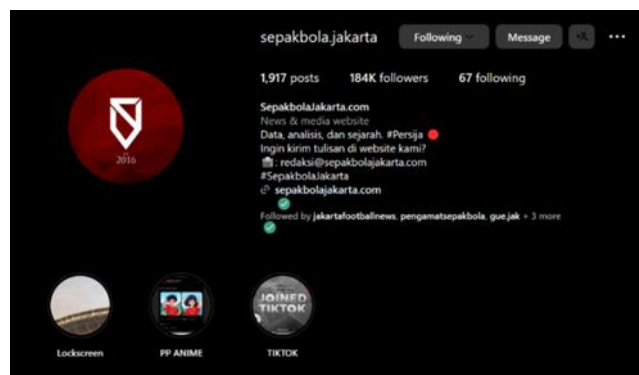 sepakbola.jakarta Following Message
1,917 posts 184K followers 67 following
SepakbolaJakarta.com
News & media website
Data, analisis, dan sejarah. #Persija
Ingin kirim tulisan di website kami?
: redaksi@sepakbolajakarta.com
#SepakbolaJakarta
sepakbolajakarta.com
Followed by jakartafootballnews, pengamatsepakbola, gue.jak + 3 more
2016
JOINED
TIKTOK
Lockscreen PP ANIME TIKTOK